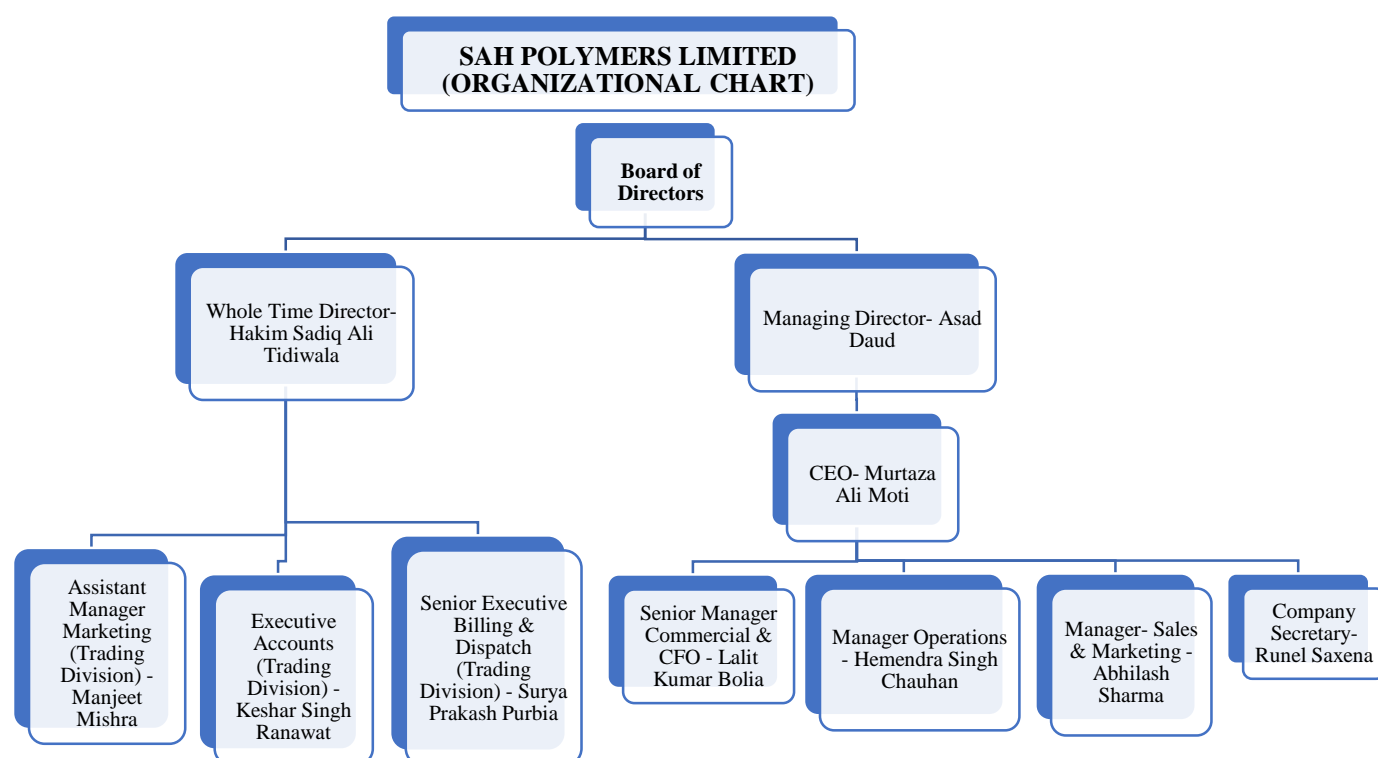 SAH POLYMERS LIMITED
(ORGANIZATIONAL CHART)
Board of
Directors
Whole Time Director-
Hakim Sadiq Ali
Tidiwala
Managing Director- Asad
Daud
CEO- Murtaza
Ali Moti
Assistant
Manager
Marketing
(Trading
Division) -
Manjeet
Mishra
Executive
Accounts
(Trading
Division) -
Keshar Singh
Ranawat
Senior Executive
Billing &
Dispatch
(Trading
Division) - Surya
Prakash Purbia
Senior Manager
Commercial &
CFO - Lalit
Kumar Bolia
Manager Operations
- Hemendra Singh
Chauhan
Manager- Sales
& Marketing -
Abhilash
Sharma
Company
Secretary-
Runel Saxena